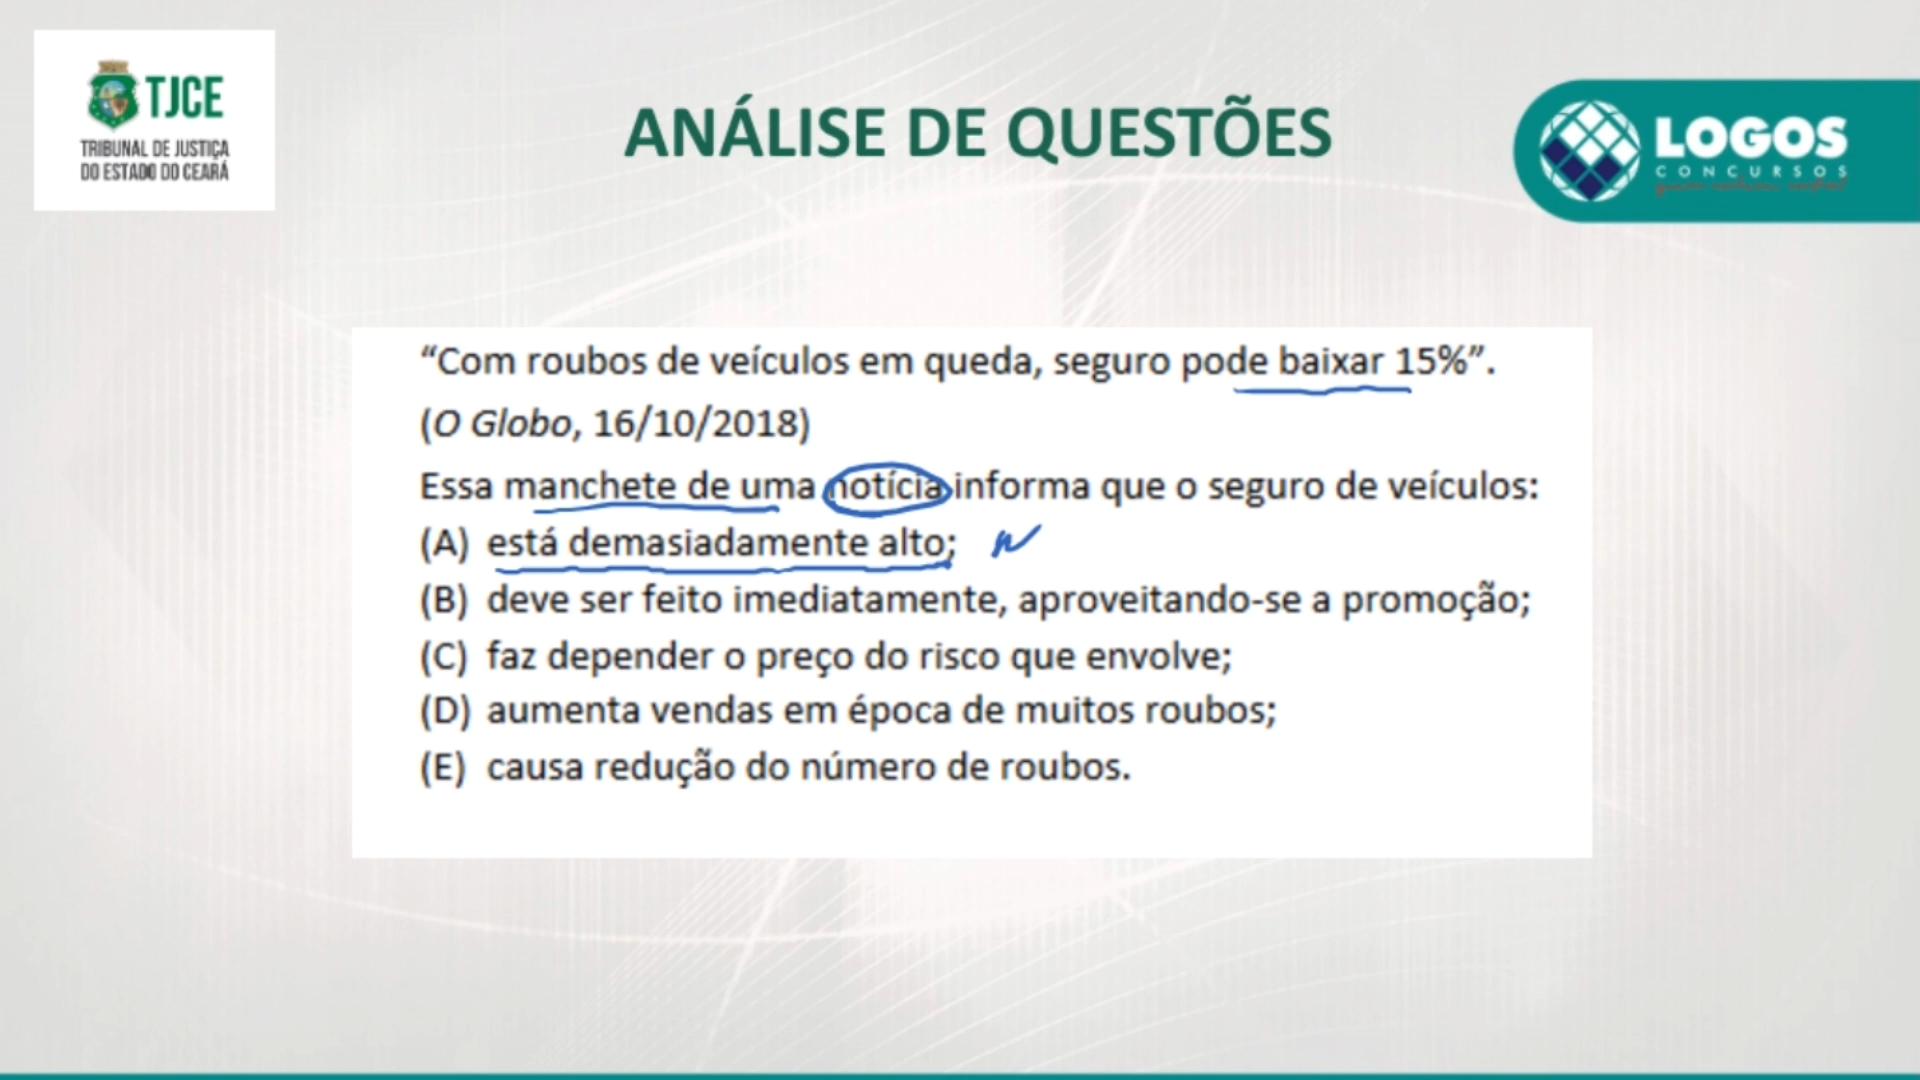 TJCE
TRIBUNAL DE JUSTIÇA
DO ESTADO DO CEARÁ
ANÁLISE DE QUESTÕES
LOGOS
CONCURSOS
“Com roubos de veículos em queda, seguro pode baixar 15%”.
(O Globo, 16/10/2018)
Essa manchete de uma notícia informa que o seguro de veículos:
(A) está demasiadamente alto;
(B) deve ser feito imediatamente, aproveitando-se a promoção;
(C) faz depender o preço do risco que envolve;
(D) aumenta vendas em época de muitos roubos;
(E) causa redução do número de roubos.